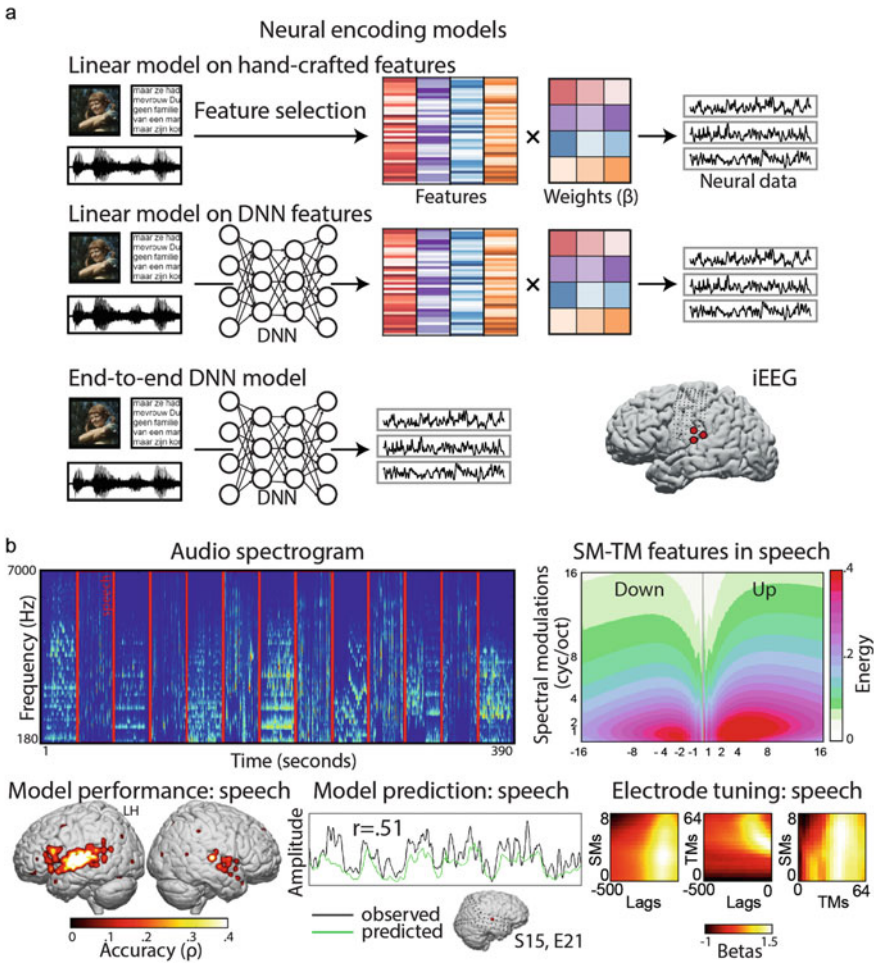 a
Neural encoding models
Linear model on hand-crafted features
maar ze had
mevrouw Du
geen familie
van een mar
maar zijn kor
Feature selection
×
Features
Weights (β)
Neural data
Linear model on DNN features
maar ze had
mevrouw Du
geen familie
van een mar
maar zijn kor
DNN
×
End-to-end DNN model
maar ze had
mevrouw Du
geen familie
van een mar
maar zijn kor
DNN
iEEG
b
Audio spectrogram
7000
Frequency (Hz)
180
1
390
Time (seconds)
SM-TM features in speech
Down
Up
Spectral modulations
(cyc/oct)
16
8
4
2
1
-16
-8
-4
-2
-1
1
2
4
8
16
.4
.2
0
Energy
Model performance: speech
LH
0
.1
.2
.3
.4
Accuracy (ρ)
Model prediction: speech
Amplitude
r=.51
observed
predicted
S15, E21
Electrode tuning: speech
SMs
8
0
-500
0
Lags
TMs
64
0
-500
0
Lags
SMs
8
0
0
64
TMs
-1
1.5
Betas